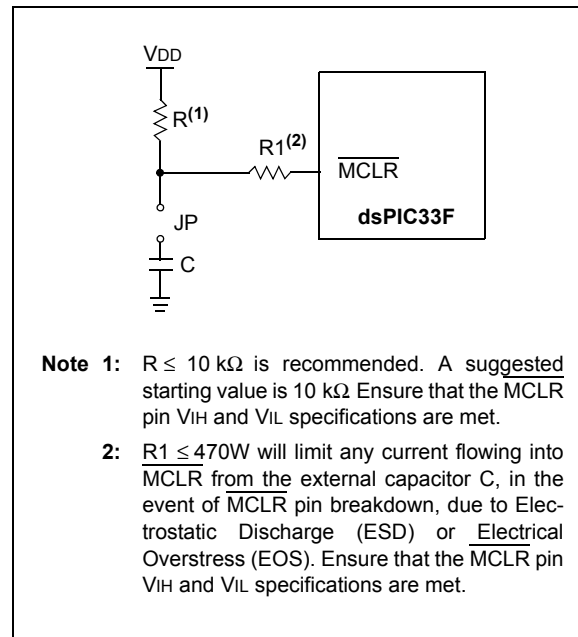 VDD
R(1)
R1(2)
MCLR
dsPIC33F
JP
C
Note 1: R ≤ 10 kΩ is recommended. A suggested
starting value is 10 kΩ Ensure that the MCLR
pin VIH and VIL specifications are met.
2: R1 ≤ 470W will limit any current flowing into
MCLR from the external capacitor C, in the
event of MCLR pin breakdown, due to Elec-
trostatic Discharge (ESD) or Electrical
Overstress (EOS). Ensure that the MCLR pin
VIH and VIL specifications are met.